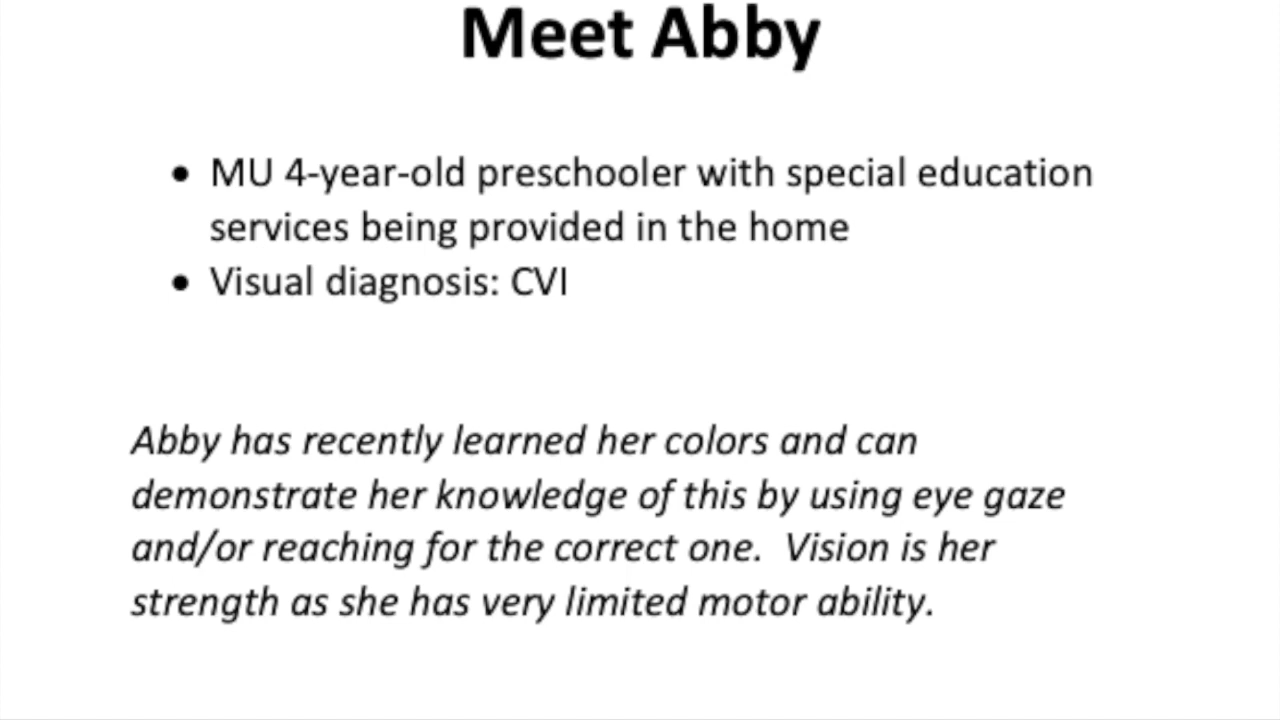 Meet Abby
• MU 4-year-old preschooler with special education
services being provided in the home
• Visual diagnosis: CVI
Abby has recently learned her colors and can
demonstrate her knowledge of this by using eye gaze
and/or reaching for the correct one.  Vision is her
strength as she has very limited motor ability.